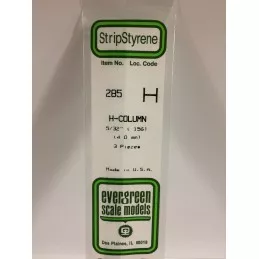 StripStyrene
Item No. Loc. Code
285 H
H-COLUMN
5/32" (.156)
(4.0 mm)
3 Pieces
Made in U.S.A.
evergreen
scale models
Des Plaines, IL 60018